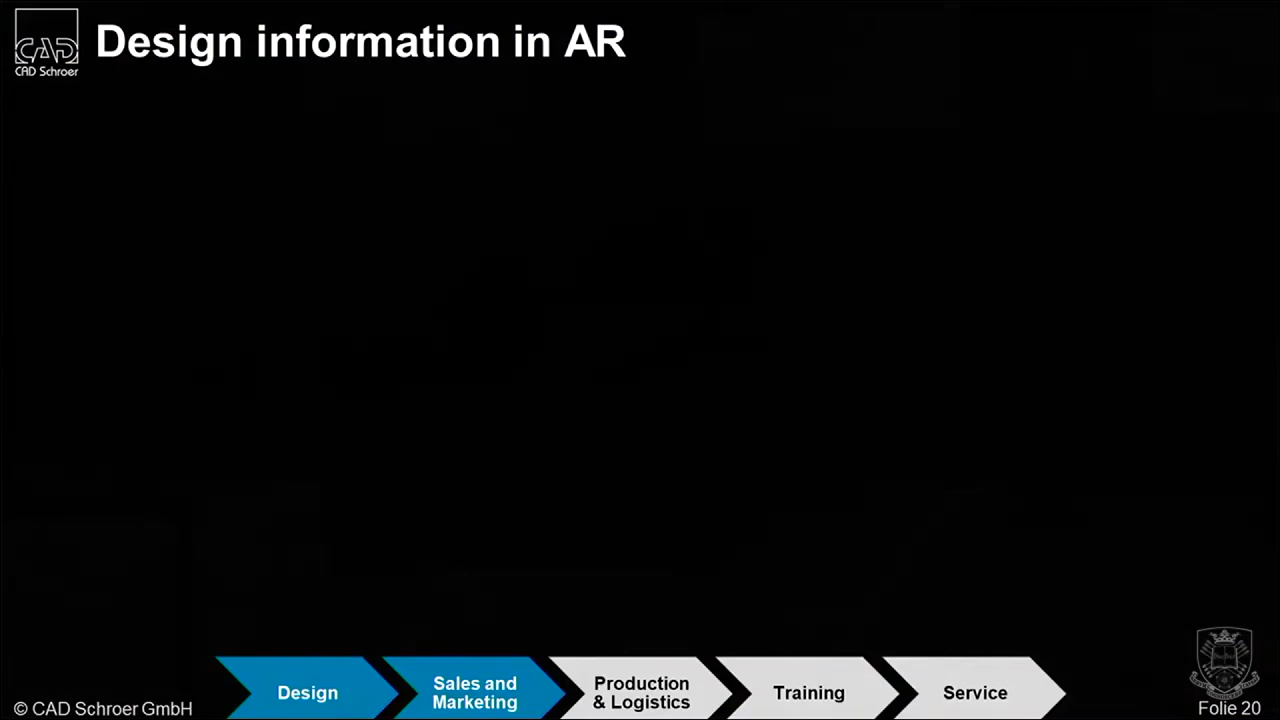 CAD
CAD Schroer
Design information in AR
Design
Sales and
Marketing
Production
& Logistics
Training
Service
© CAD Schroer GmbH
Folie 20